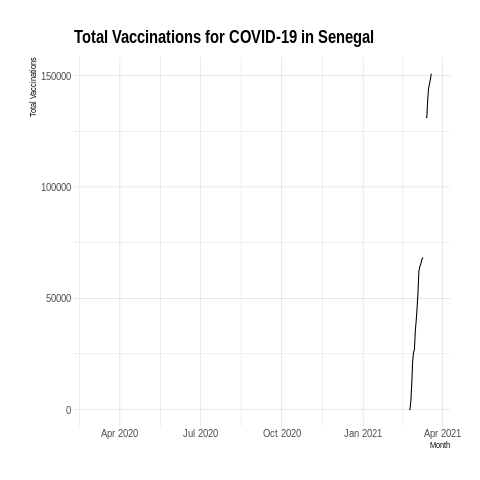 Total Vaccinations for COVID-19 in Senegal
Total Vaccinations
150000
100000
50000
0
Apr 2020 Jul 2020 Oct 2020 Jan 2021 Apr 2021
Month